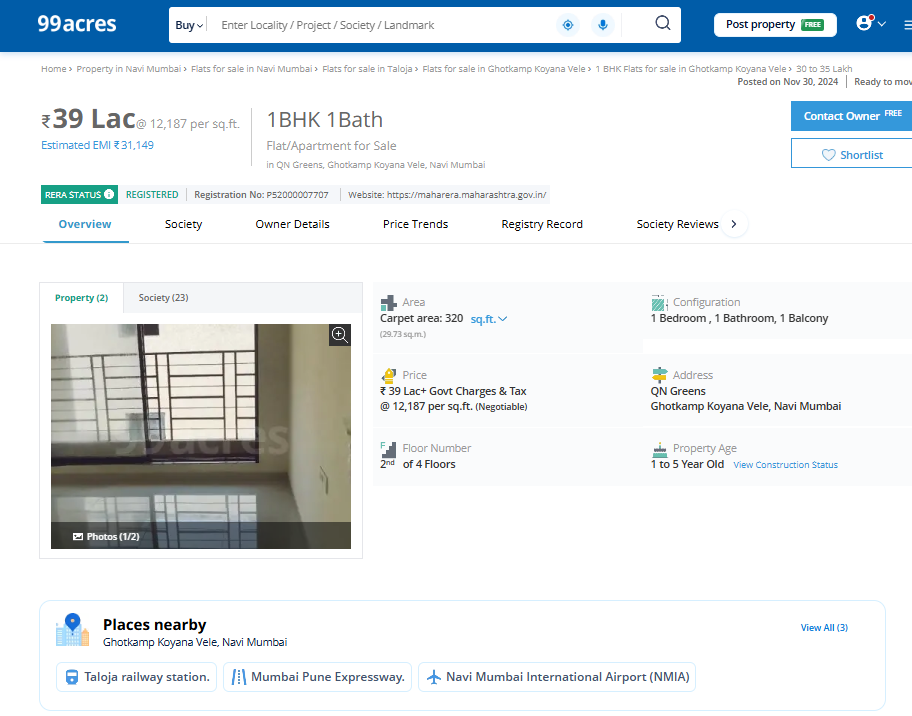 99acres
Buy
Enter Locality / Project / Society / Landmark
Post property FREE
Home › Property in Navi Mumbai › Flats for sale in Navi Mumbai › Flats for sale in Taloja › Flats for sale in Ghotkamp Koyana Vele › 1 BHK Flats for sale in Ghotkamp Koyana Vele › 30 to 35 Lakh
Posted on Nov 30, 2024 | Ready to mov
₹39 Lac @ 12,187 per sq.ft.
Estimated EMI ₹31,149
1BHK 1Bath
Flat/Apartment for Sale
in QN Greens, Ghotkamp Koyana Vele, Navi Mumbai
Contact Owner FREE
Shortlist
RERA STATUS REGISTERED | Registration No: P52000007707 | Website: https://maharera.maharashtra.gov.in/
Overview Society Owner Details Price Trends Registry Record Society Reviews
Property (2) Society (23)
99acres
Photos (1/2)
Area
Carpet area: 320 sq.ft.
(29.73 sq.m.)
Configuration
1 Bedroom , 1 Bathroom, 1 Balcony
Price
₹ 39 Lac+ Govt Charges & Tax
@ 12,187 per sq.ft. (Negotiable)
Address
QN Greens
Ghotkamp Koyana Vele, Navi Mumbai
Floor Number
2nd of 4 Floors
Property Age
1 to 5 Year Old View Construction Status
Places nearby
Ghotkamp Koyana Vele, Navi Mumbai
View All (3)
Taloja railway station. Mumbai Pune Expressway. Navi Mumbai International Airport (NMIA)